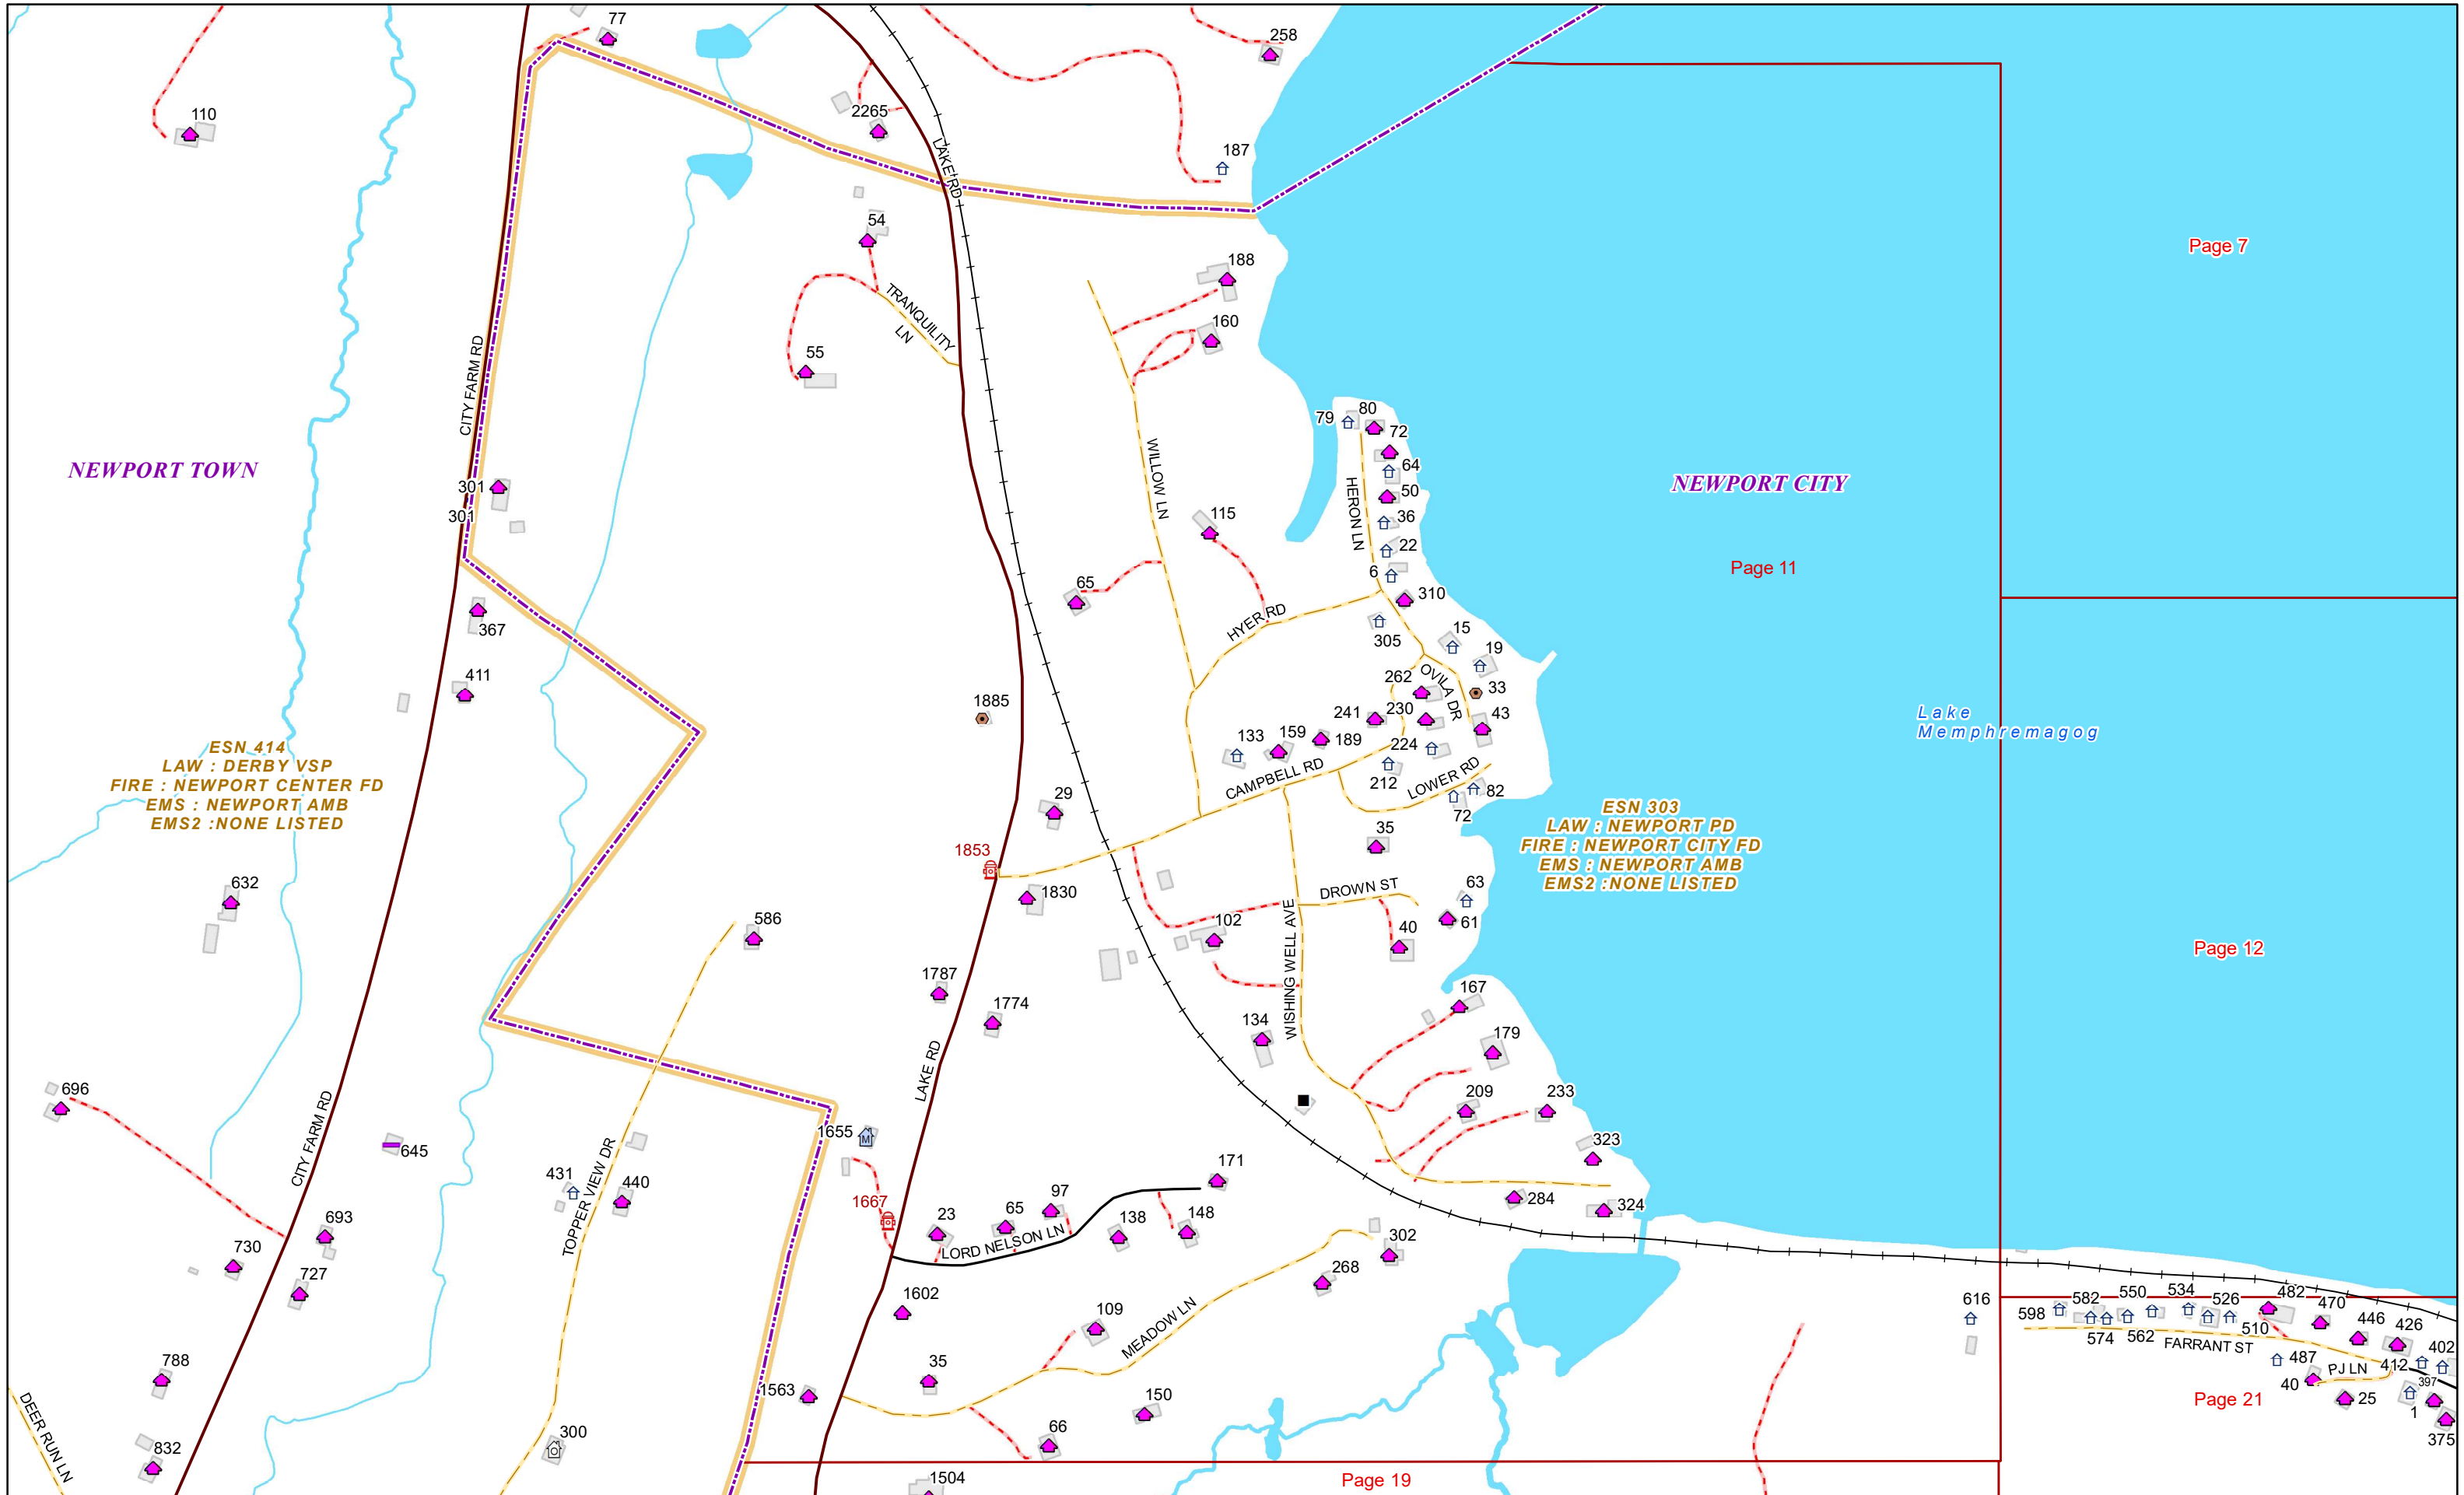 77
258
110
2265
LAKE RD
187
54
188
Page 7
TRANQUILITY
LN
160
55
CITY FARM RD
79
80
72
NEWPORT TOWN
301
64
NEWPORT CITY
WILLOW LN
HERON LN
50
301
36
115
22
6
Page 11
65
310
367
HYER RD
305
15
19
411
262
OVILA DR
33
1885
241
230
43
Lake
Memphremagog
133
159
189
224
ESN 414
LAW : DERBY VSP
FIRE : NEWPORT CENTER FD
EMS : NEWPORT AMB
EMS2 :NONE LISTED
CAMPBELL RD
212
LOWER RD
82
72
29
35
ESN 303
LAW : NEWPORT PD
FIRE : NEWPORT CITY FD
EMS : NEWPORT AMB
EMS2 :NONE LISTED
1853
632
1830
DROWN ST
63
61
586
102
WISHING WELL AVE
40
Page 12
1787
1774
167
134
179
LAKE RD
696
209
233
CITY FARM RD
645
1655
323
431
440
TOPPER VIEW DR
171
1667
97
284
324
693
23
65
138
148
LORD NELSON LN
730
302
727
268
1602
109
MEADOW LN
616
598
582
550
534
526
482
470
574
562
510
446
426
FARRANT ST
487
402
788
35
1563
PJ LN
412
397
40
25
1
DEER RUN LN
150
Page 21
300
66
375
832
1504
Page 19
M